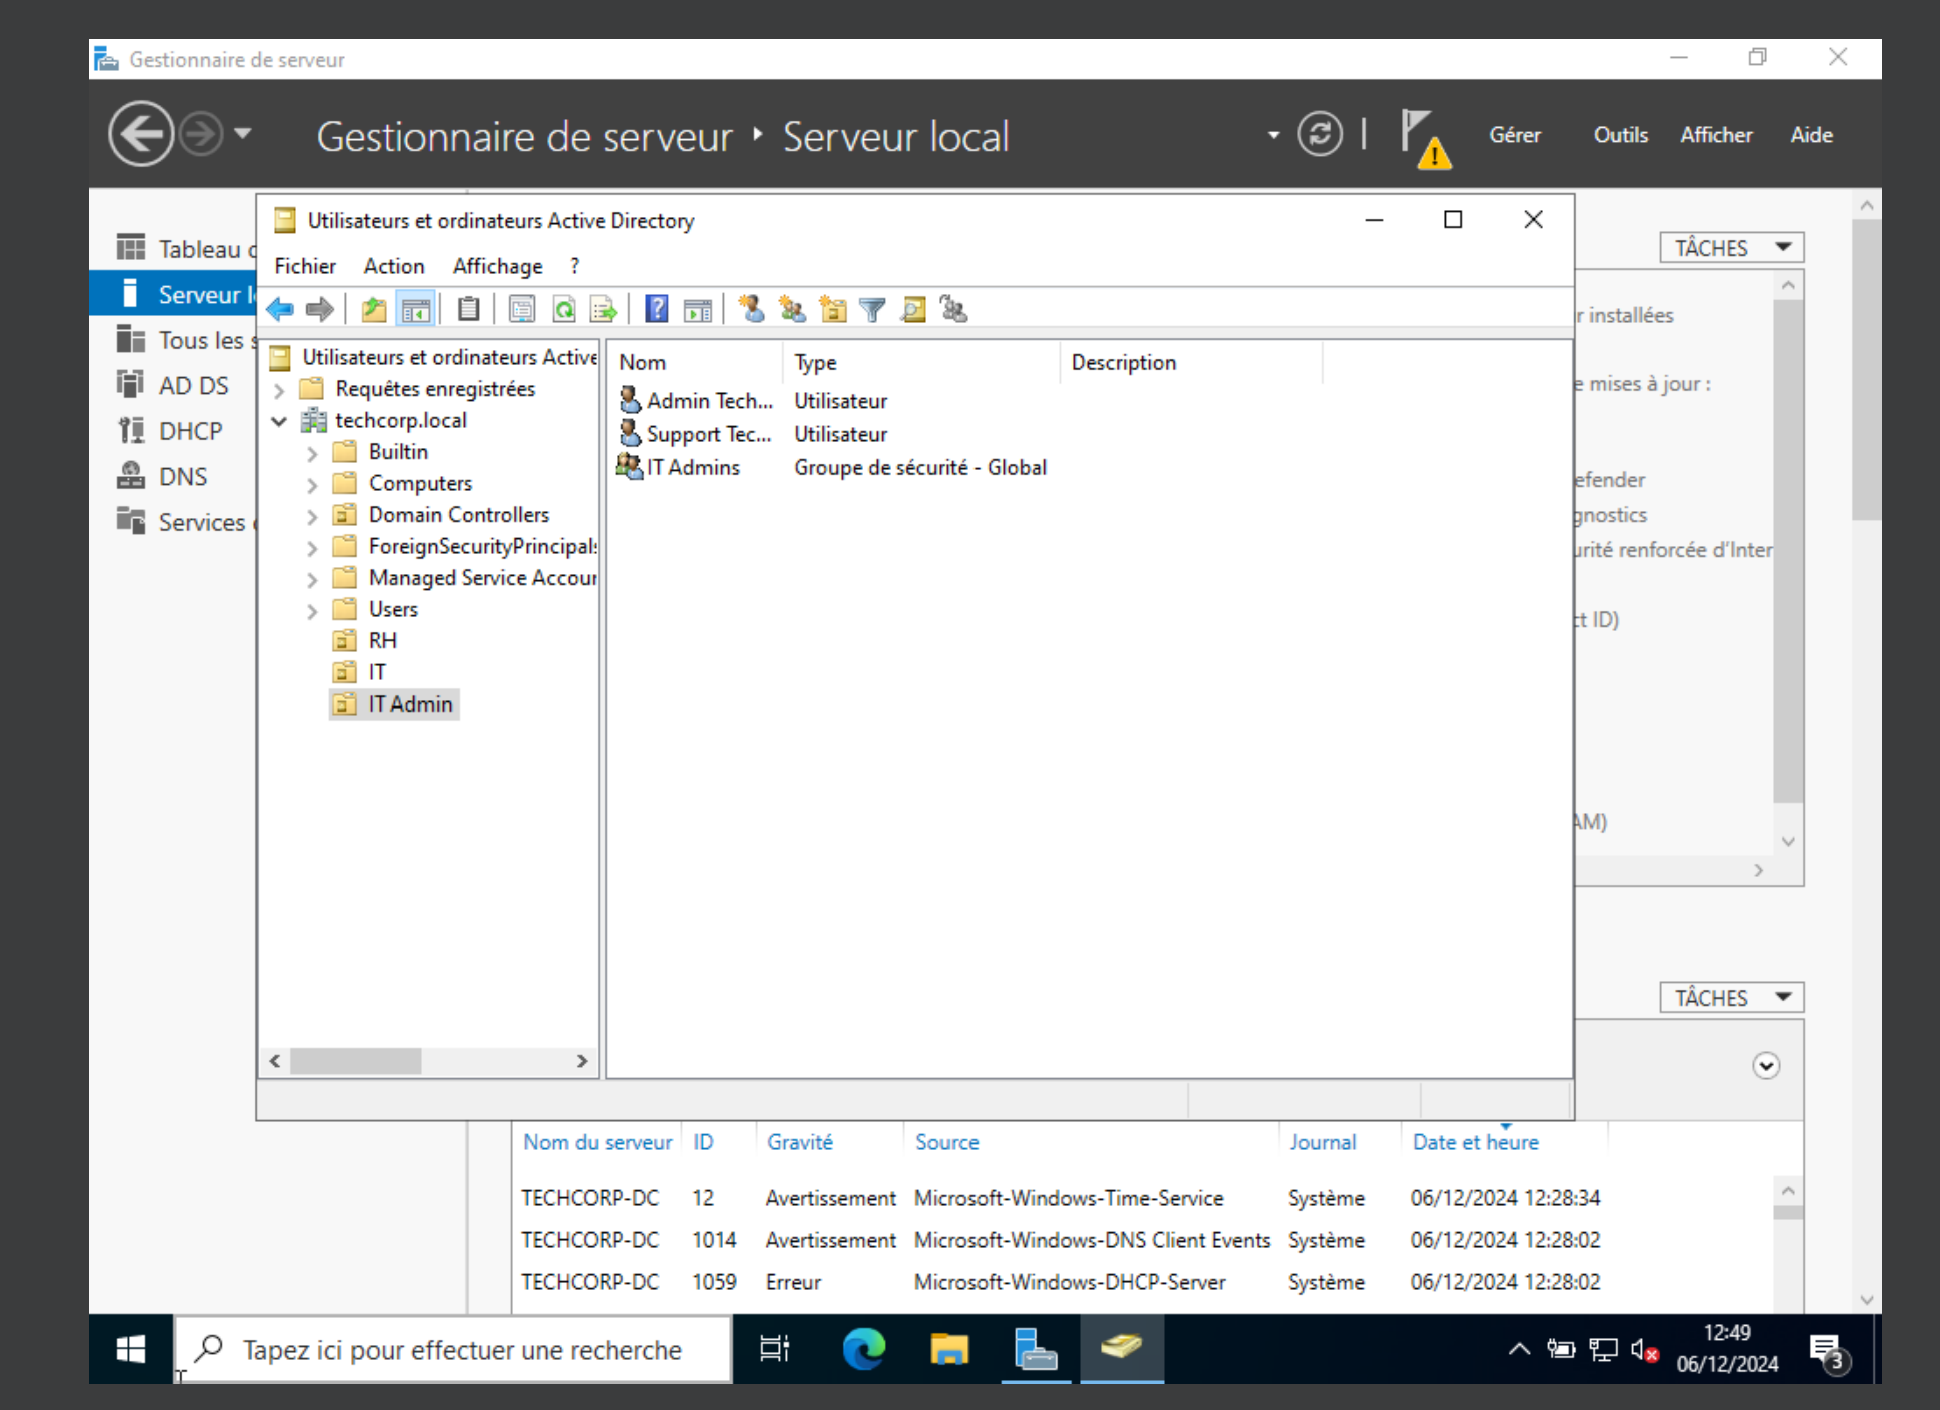 Gestionnaire de serveur
Gestionnaire de serveur ‣ Serveur local
Gérer Outils Afficher Aide
Tableau
Serveur
Tous les
AD DS
DHCP
DNS
Services
Utilisateurs et ordinateurs Active Directory
Fichier Action Affichage ?
Utilisateurs et ordinateurs Active
Requêtes enregistrées
techcorp.local
Builtin
Computers
Domain Controllers
ForeignSecurityPrincipal
Managed Service Accou
Users
RH
IT
IT Admin
Nom Type Description
Admin Tech... Utilisateur
Support Tec... Utilisateur
IT Admins Groupe de sécurité - Global
TÂCHES
r installées
e mises à jour :
efender
gnostics
urité renforcée d'Inter
ct ID)
AM)
TÂCHES
Nom du serveur ID Gravité Source Journal Date et heure
TECHCORP-DC 12 Avertissement Microsoft-Windows-Time-Service Système 06/12/2024 12:28:34
TECHCORP-DC 1014 Avertissement Microsoft-Windows-DNS Client Events Système 06/12/2024 12:28:02
TECHCORP-DC 1059 Erreur Microsoft-Windows-DHCP-Server Système 06/12/2024 12:28:02
Tapez ici pour effectuer une recherche
12:49
06/12/2024
3